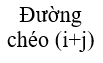 Đường
chéo (i+j)